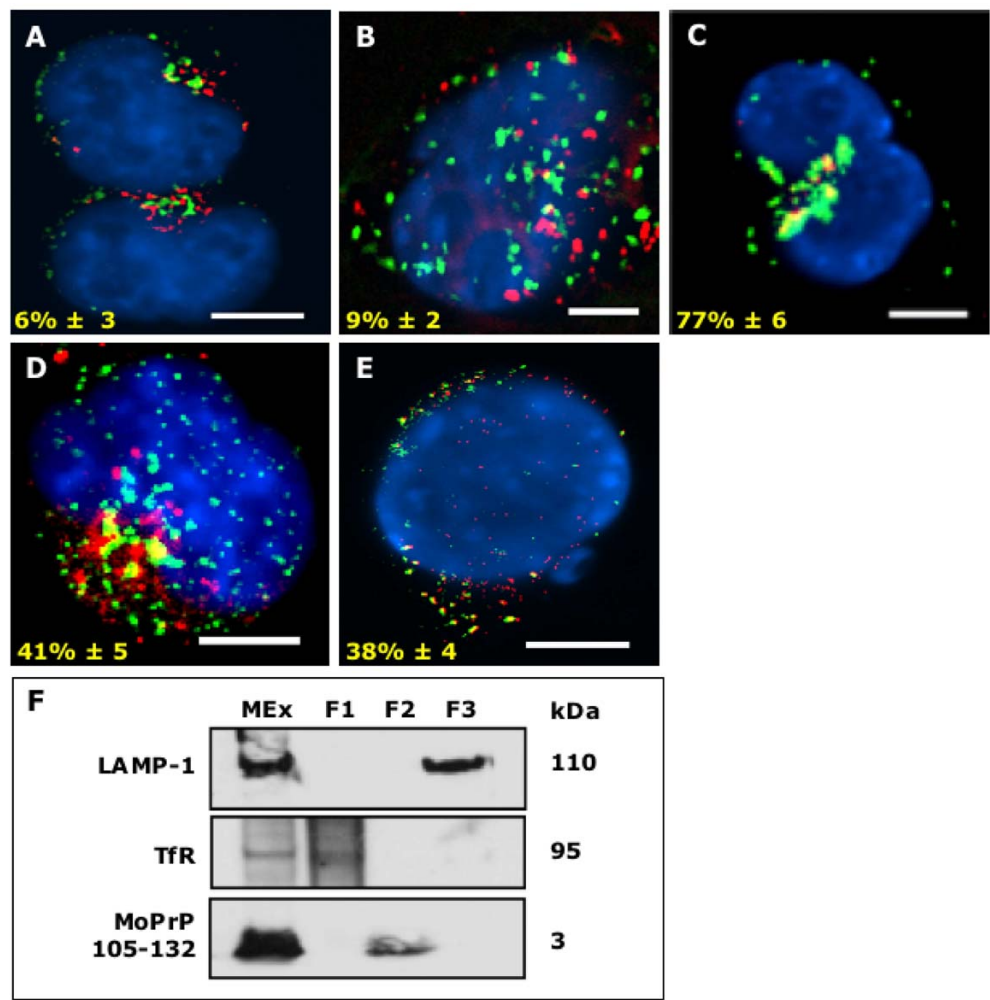 A
B
C
6% ± 3
9% ± 2
77% ± 6
D
E
41% ± 5
38% ± 4
F
MEx F1 F2 F3 kDa
LAMP-1 110
TfR 95
MoPrP
105-132 3